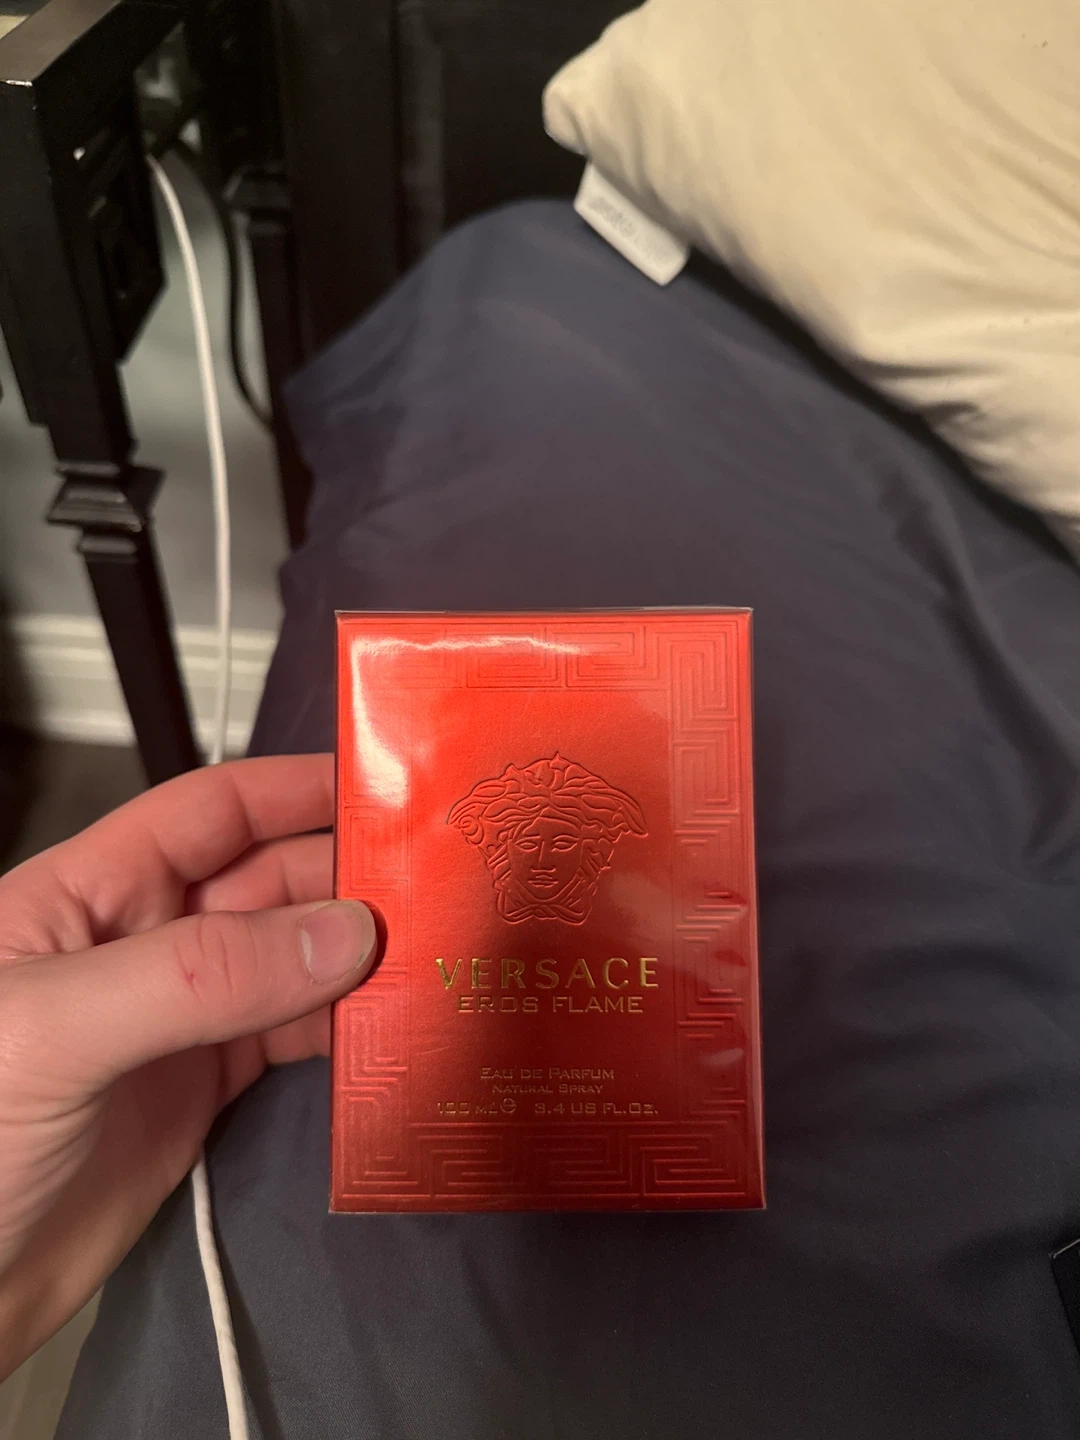 VERSACE
EROS FLAME
EAU DE PARFUM
NATURAL SPRAY
100 ML ℮ 3.4 US FL.OZ.